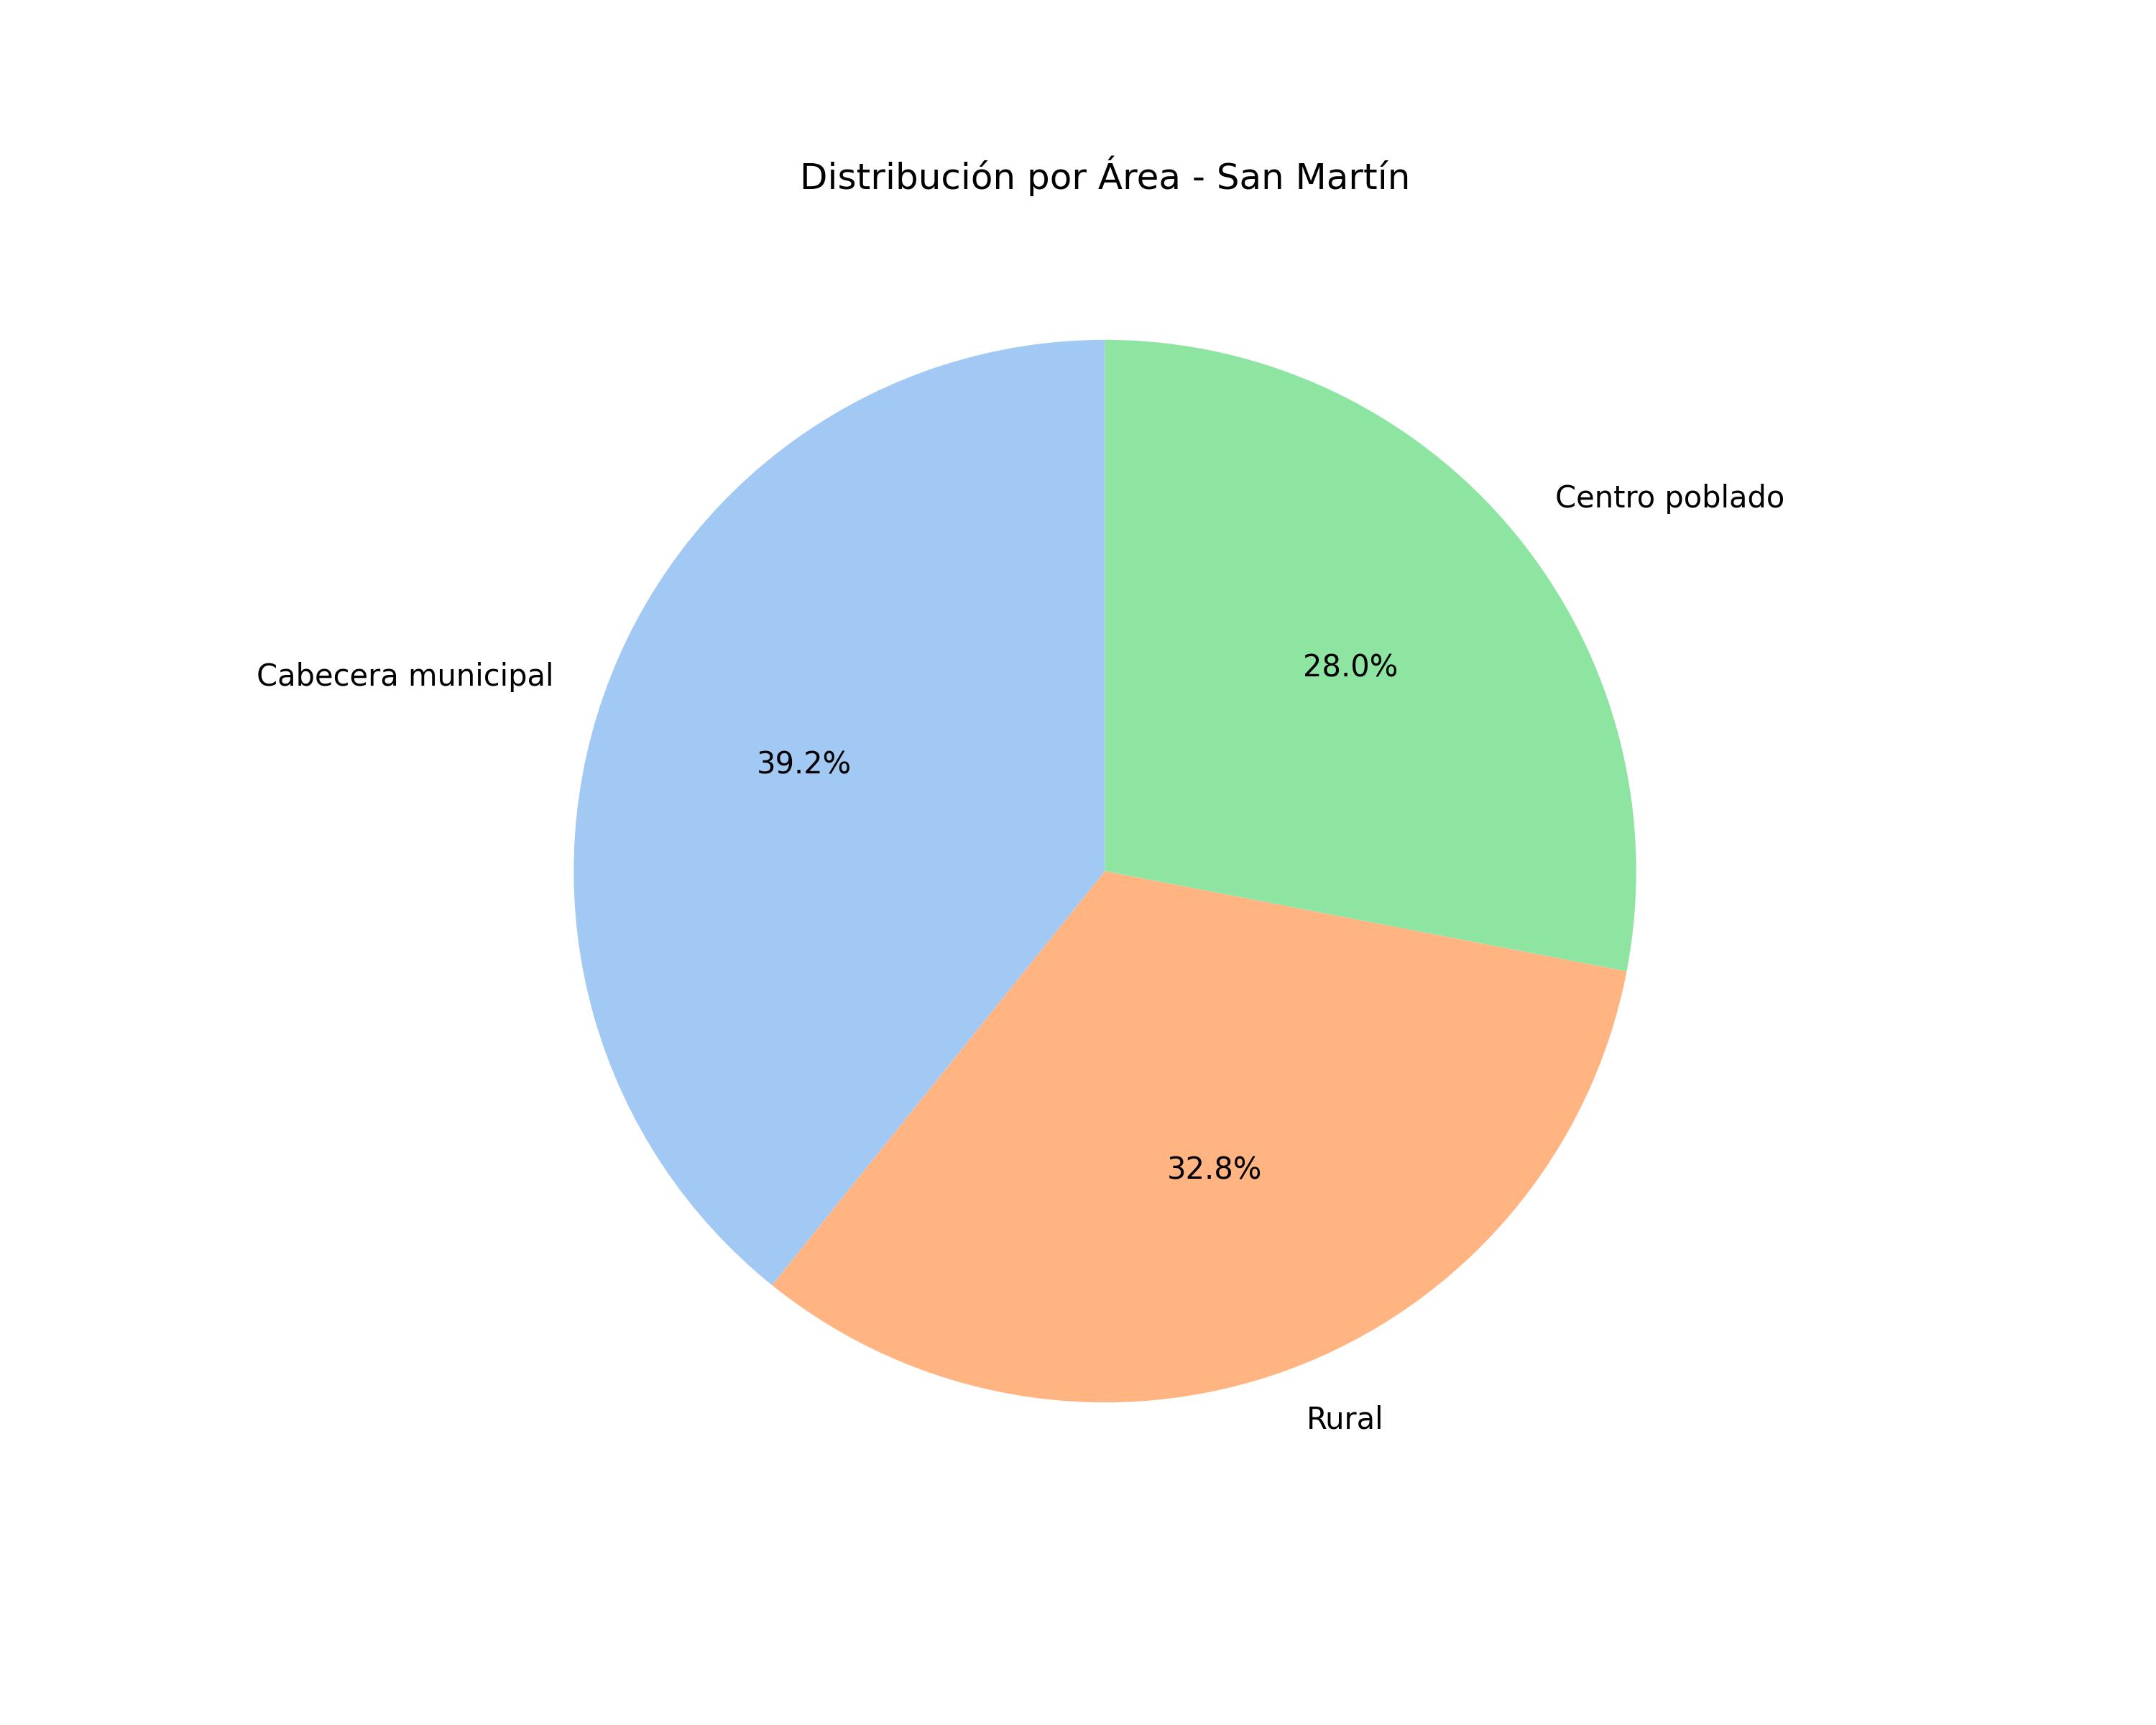 Distribución por Área - San Martín
Centro poblado
Cabecera municipal
28.0%
39.2%
32.8%
Rural